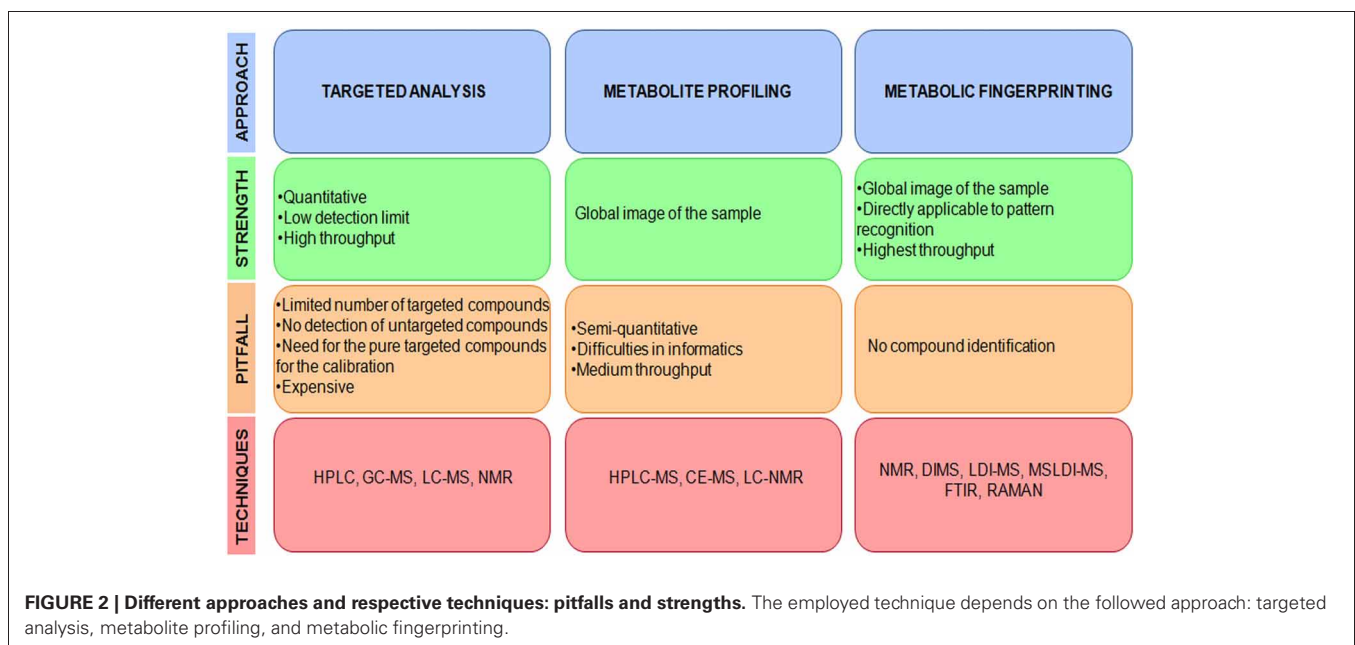 APPROACH
TARGETED ANALYSIS
METABOLITE PROFILING
METABOLIC FINGERPRINTING
STRENGTH
•Quantitative
•Low detection limit
•High throughput
Global image of the sample
•Global image of the sample
•Directly applicable to pattern
recognition
•Highest throughput
PITFALL
•Limited number of targeted compounds
•No detection of untargeted compounds
•Need for the pure targeted compounds
for the calibration
•Expensive
•Semi-quantitative
•Difficulties in informatics
•Medium throughput
No compound identification
TECHNIQUES
HPLC, GC-MS, LC-MS, NMR
HPLC-MS, CE-MS, LC-NMR
NMR, DIMS, LDI-MS, MSLDI-MS,
FTIR, RAMAN
FIGURE 2 | Different approaches and respective techniques: pitfalls and strengths. The employed technique depends on the followed approach: targeted
analysis, metabolite profiling, and metabolic fingerprinting.